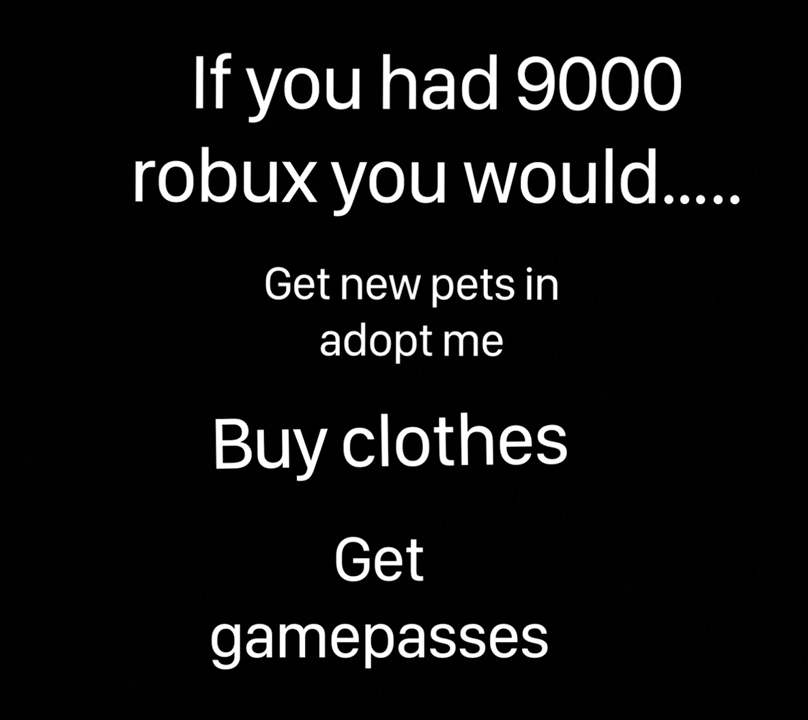 If you had 9000
robux you would.....
Get new pets in
adopt me
Buy clothes
Get
gamepasses